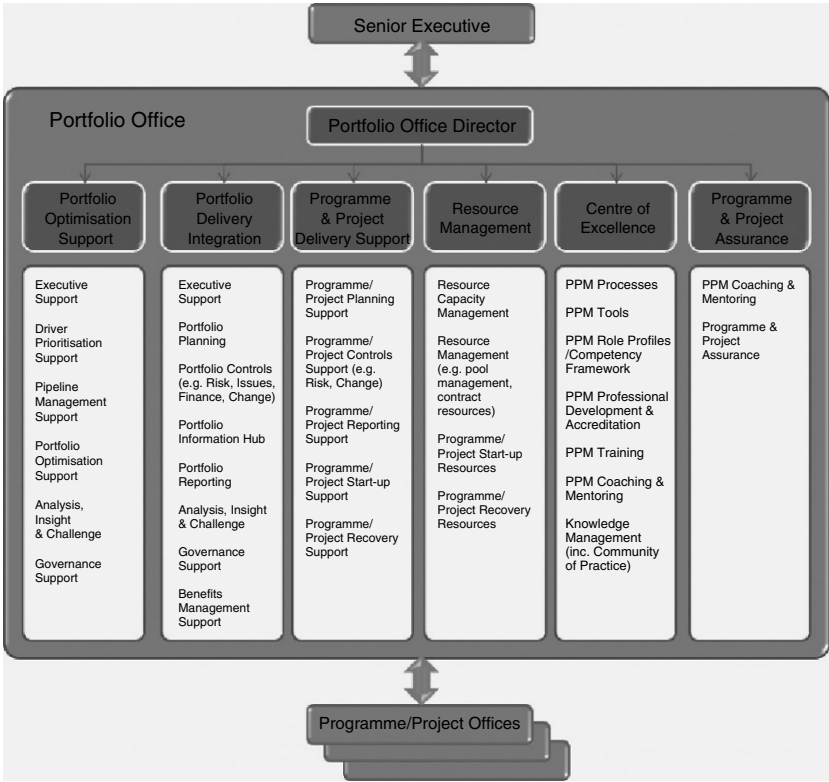 Senior Executive
Portfolio Office
Portfolio Office Director
Portfolio
Optimisation
Support
Portfolio
Delivery
Integration
Programme
& Project
Delivery Support
Resource
Management
Centre of
Excellence
Programme
& Project
Assurance
Executive
Support
Driver
Prioritisation
Support
Pipeline
Management
Support
Portfolio
Optimisation
Support
Analysis,
Insight
& Challenge
Governance
Support
Executive
Support
Portfolio
Planning
Portfolio Controls
(e.g. Risk, Issues,
Finance, Change)
Portfolio
Information Hub
Portfolio
Reporting
Analysis, Insight
& Challenge
Governance
Support
Benefits
Management
Support
Programme/
Project Planning
Support
Programme/
Project Controls
Support (e.g.
Risk, Change)
Programme/
Project Reporting
Support
Programme/
Project Start-up
Support
Programme/
Project Recovery
Support
Resource
Capacity
Management
Resource
Management
(e.g. pool
management,
contract
resources)
Programme/
Project Start-up
Resources
Programme/
Project Recovery
Resources
PPM Processes
PPM Tools
PPM Role Profiles
/Competency
Framework
PPM Professional
Development &
Accreditation
PPM Training
PPM Coaching &
Mentoring
Knowledge
Management
(inc. Community
of Practice)
PPM Coaching &
Mentoring
Programme &
Project
Assurance
Programme/Project Offices